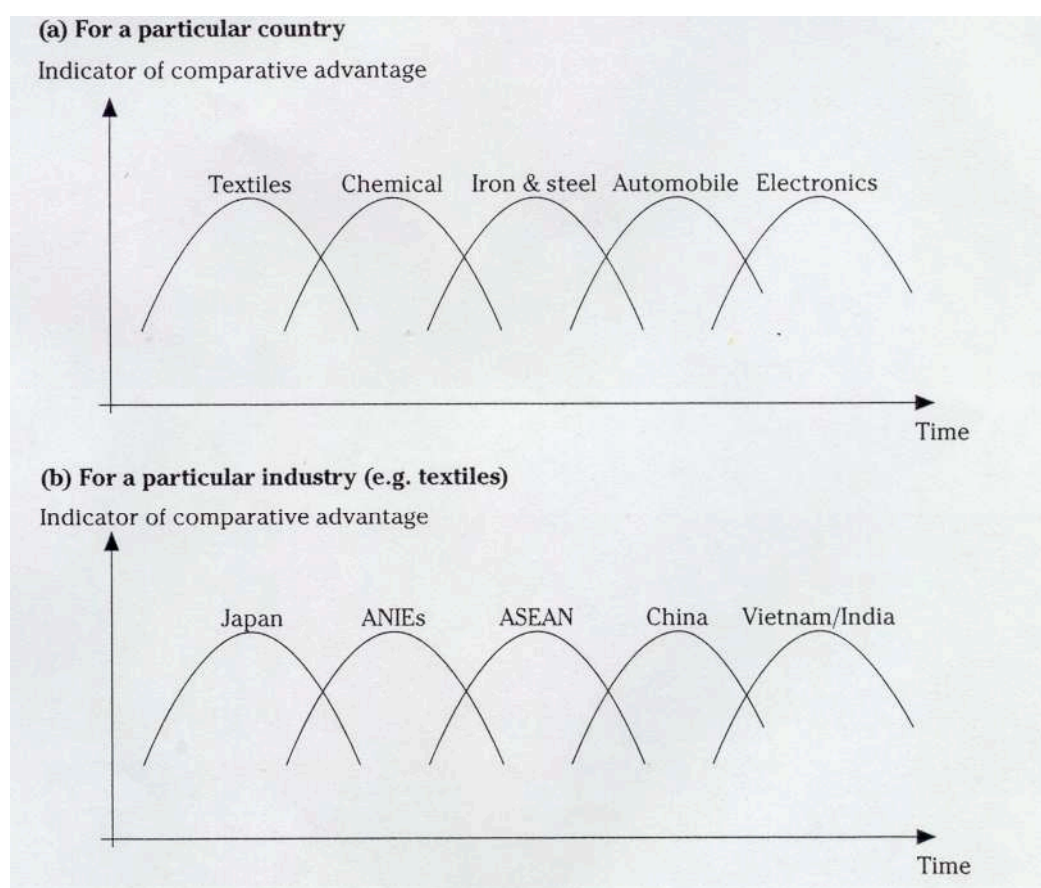 (a) For a particular country
Indicator of comparative advantage
Textiles Chemical Iron & steel Automobile Electronics
Time
(b) For a particular industry (e.g. textiles)
Indicator of comparative advantage
Japan ANIEs ASEAN China Vietnam/India
Time